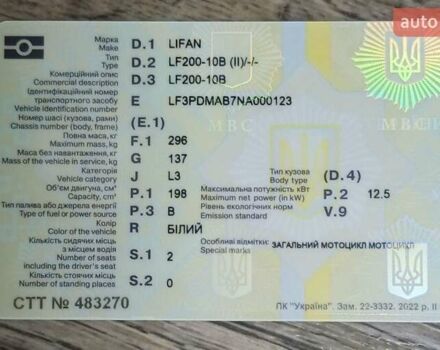 auto
Марка
Make
D.1 LIFAN
Тип
Type
D.2 LF200-10B (II)/-/-
Комерційний опис
Commercial description
D.3 LF200-10B
Ідентифікаційний номер
транспортного засобу
Vehicle identification number
E LF3PDMAB7NA000123
Номер шасі (кузова, рами)
Chassis number (body, frame)
(E.1)
Повна маса, кг
Maximum mass, kg
F.1 296
Маса без навантаження, кг
Mass of the vehicle in service, kg
G 137
Категорія
Vehicle category
J L3
Тип кузова
Body type
(D.4)
Об'єм двигуна, см³
Capacity, cm³
P.1 198
Максимальна потужність кВт
Maximum net power (in kW)
P.2 12.5
Тип палива або джерела енергії
Type of fuel or power source
P.3 B
Рівень екологічних норм
Emission standard
V.9
Колір
Color of the vehicle
R БІЛИЙ
Кількість сидячих місць
з місцем водія
Number of seats
including the driver's seat
S.1 2
Особливі відмітки:
Special marks
ЗАГАЛЬНИЙ МОТОЦИКЛ МОТОЦИКЛ
Кількість стоячих місць
Number of standing places
S.2 0
МВС
МВС
СТТ № 483270
ПК "Україна". Зам. 22-3332. 2022 р. II